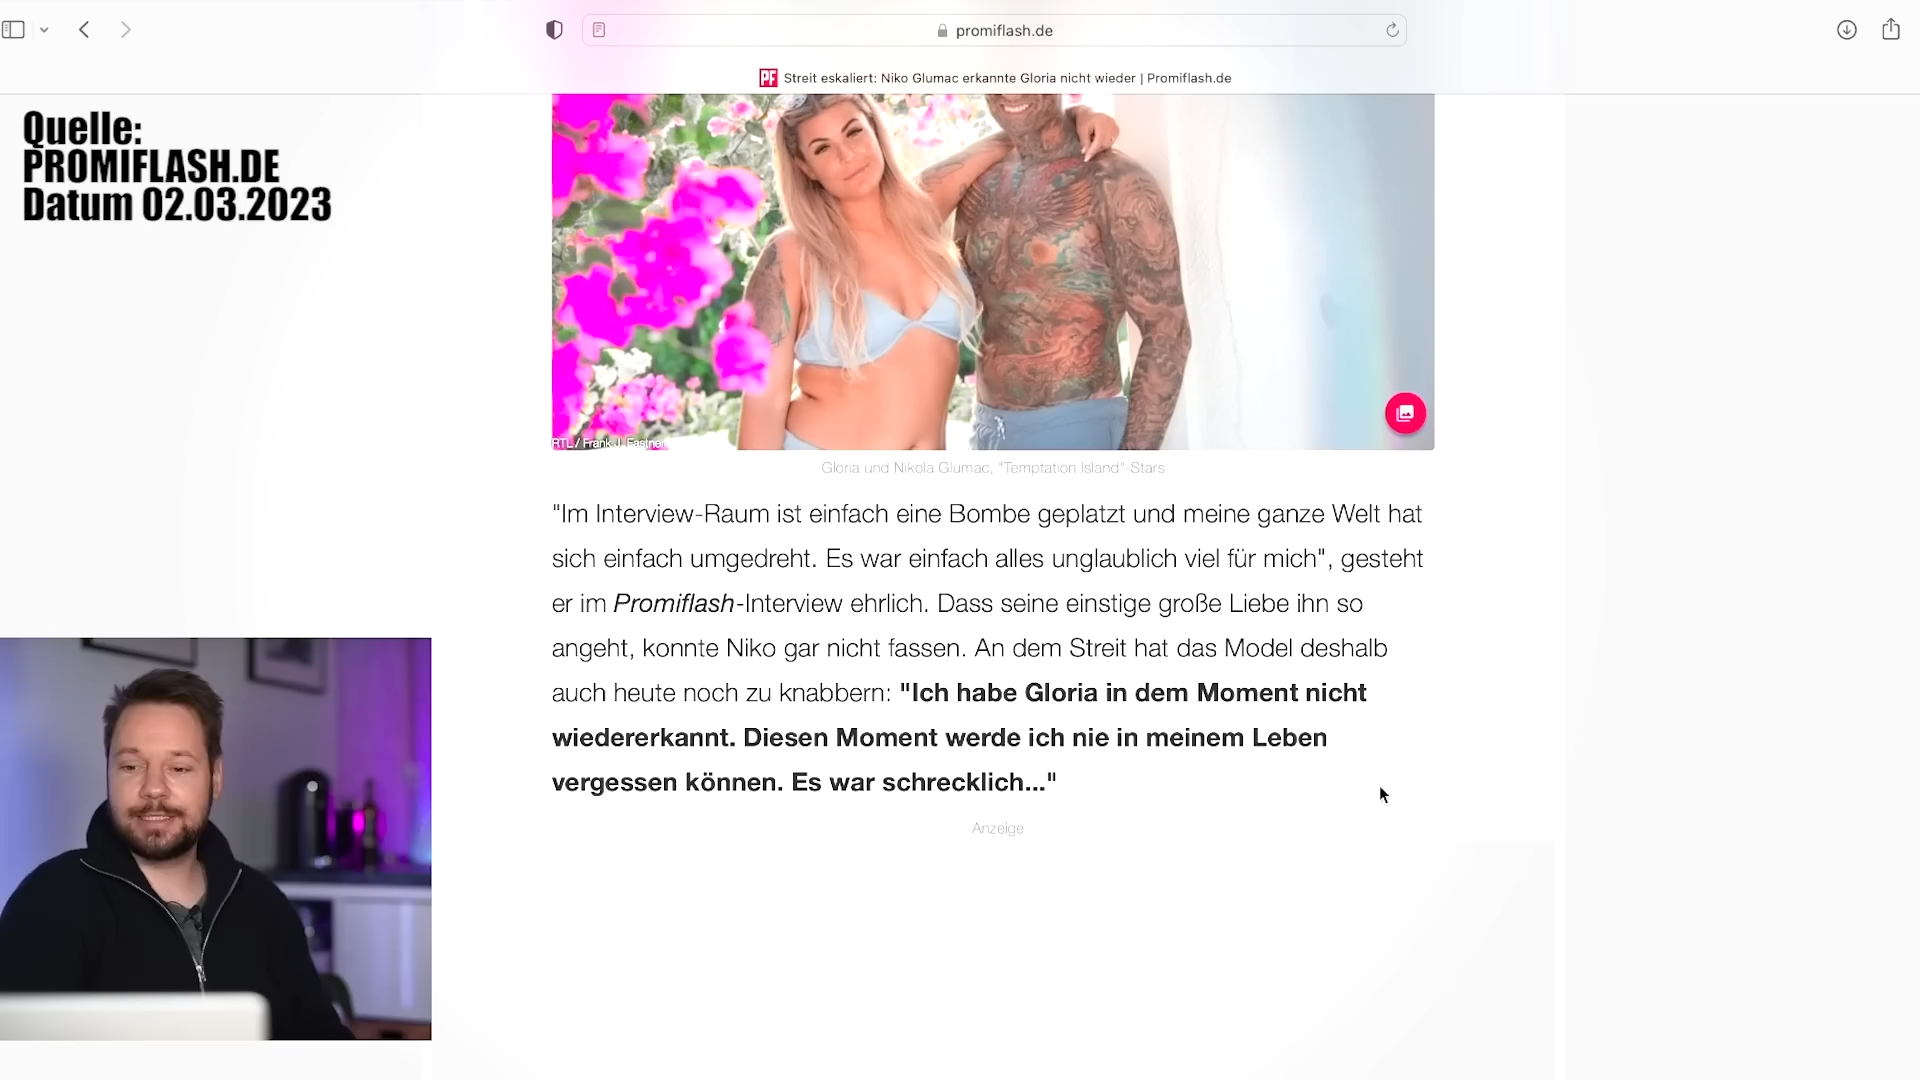 promiflash.de
PF Streit eskaliert: Niko Glumac erkannte Gloria nicht wieder | Promiflash.de
Quelle:
PROMIFLASH.DE
Datum 02.03.2023
RTL / Frank J. Fastner
Gloria und Nikola Glumac, "Temptation Island"-Stars
"Im Interview-Raum ist einfach eine Bombe geplatzt und meine ganze Welt hat
sich einfach umgedreht. Es war einfach alles unglaublich viel für mich", gesteht
er im Promiflash-Interview ehrlich. Dass seine einstige große Liebe ihn so
angeht, konnte Niko gar nicht fassen. An dem Streit hat das Model deshalb
auch heute noch zu knabbern: "Ich habe Gloria in dem Moment nicht
wiedererkannt. Diesen Moment werde ich nie in meinem Leben
vergessen können. Es war schrecklich..."
Anzeige